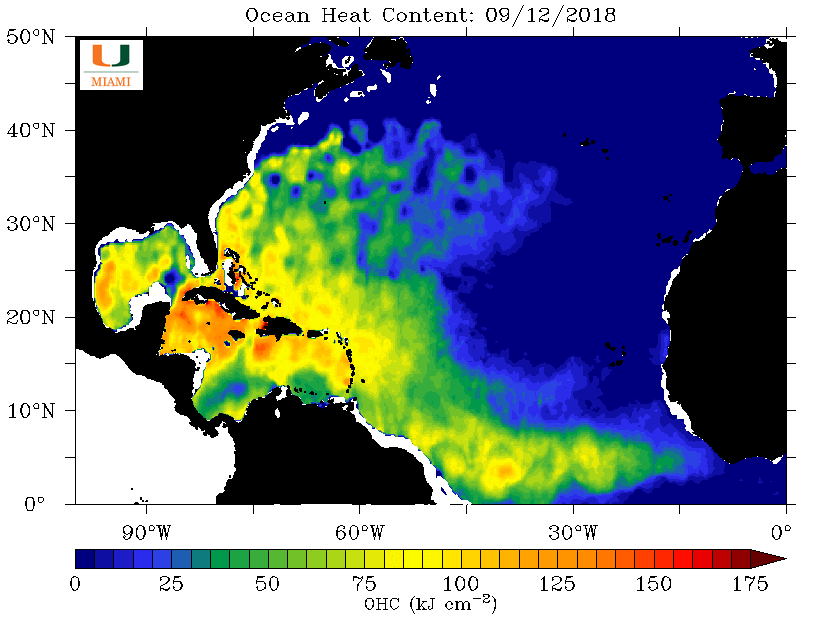 Ocean Heat Content: 09/12/2018
50°N
U
MIAMI
40°N
30°N
20°N
10°N
0°
90°W 60°W 30°W 0°
0 25 50 75 100 125 150 175
OHC (kJ cm⁻²)